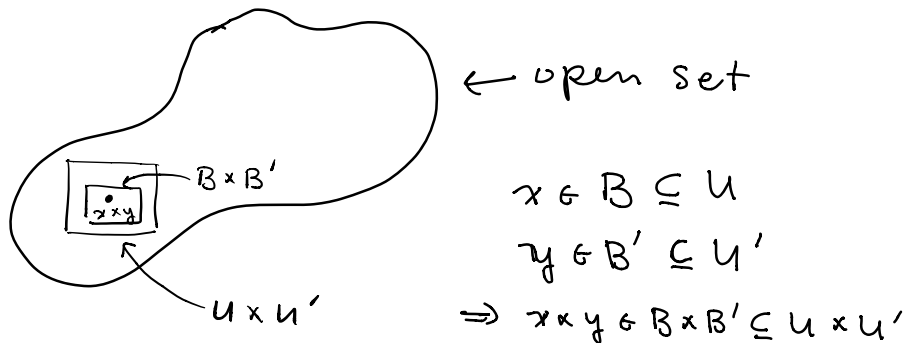 ← open set
B × B'
x × y
x ∈ B ⊆ U
y ∈ B' ⊆ U'
U × U'
⇒ x × y ∈ B × B' ⊆ U × U'